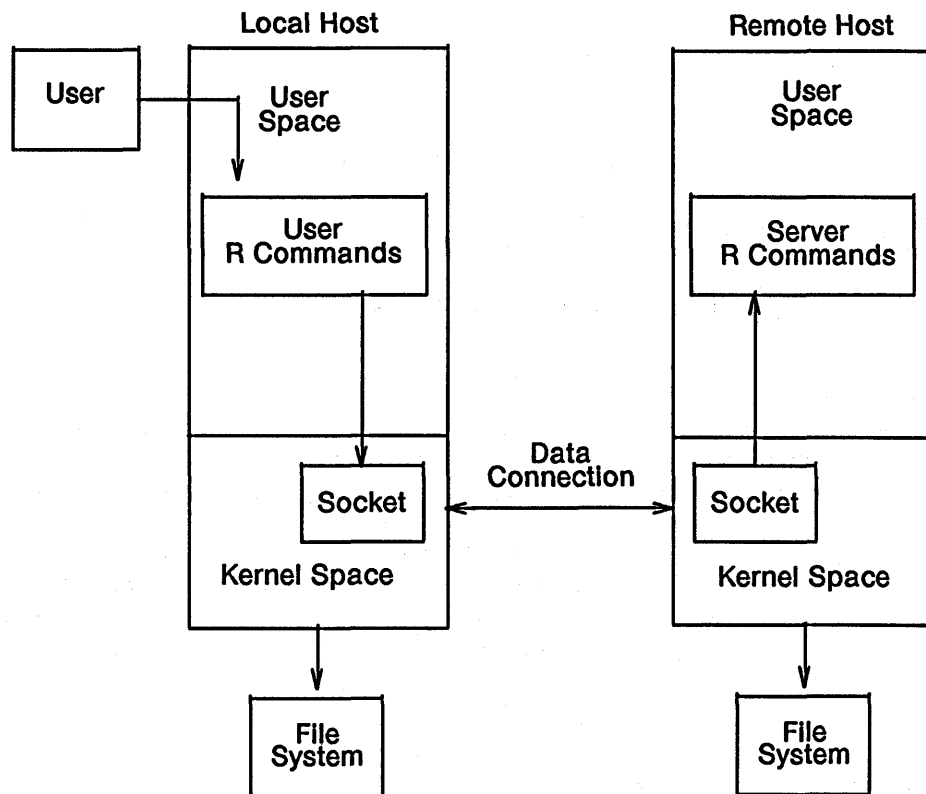 Local Host
Remote Host
User
User
Space
User
Space
User
R Commands
Server
R Commands
Data
Connection
Socket
Socket
Kernel Space
Kernel Space
File
System
File
System